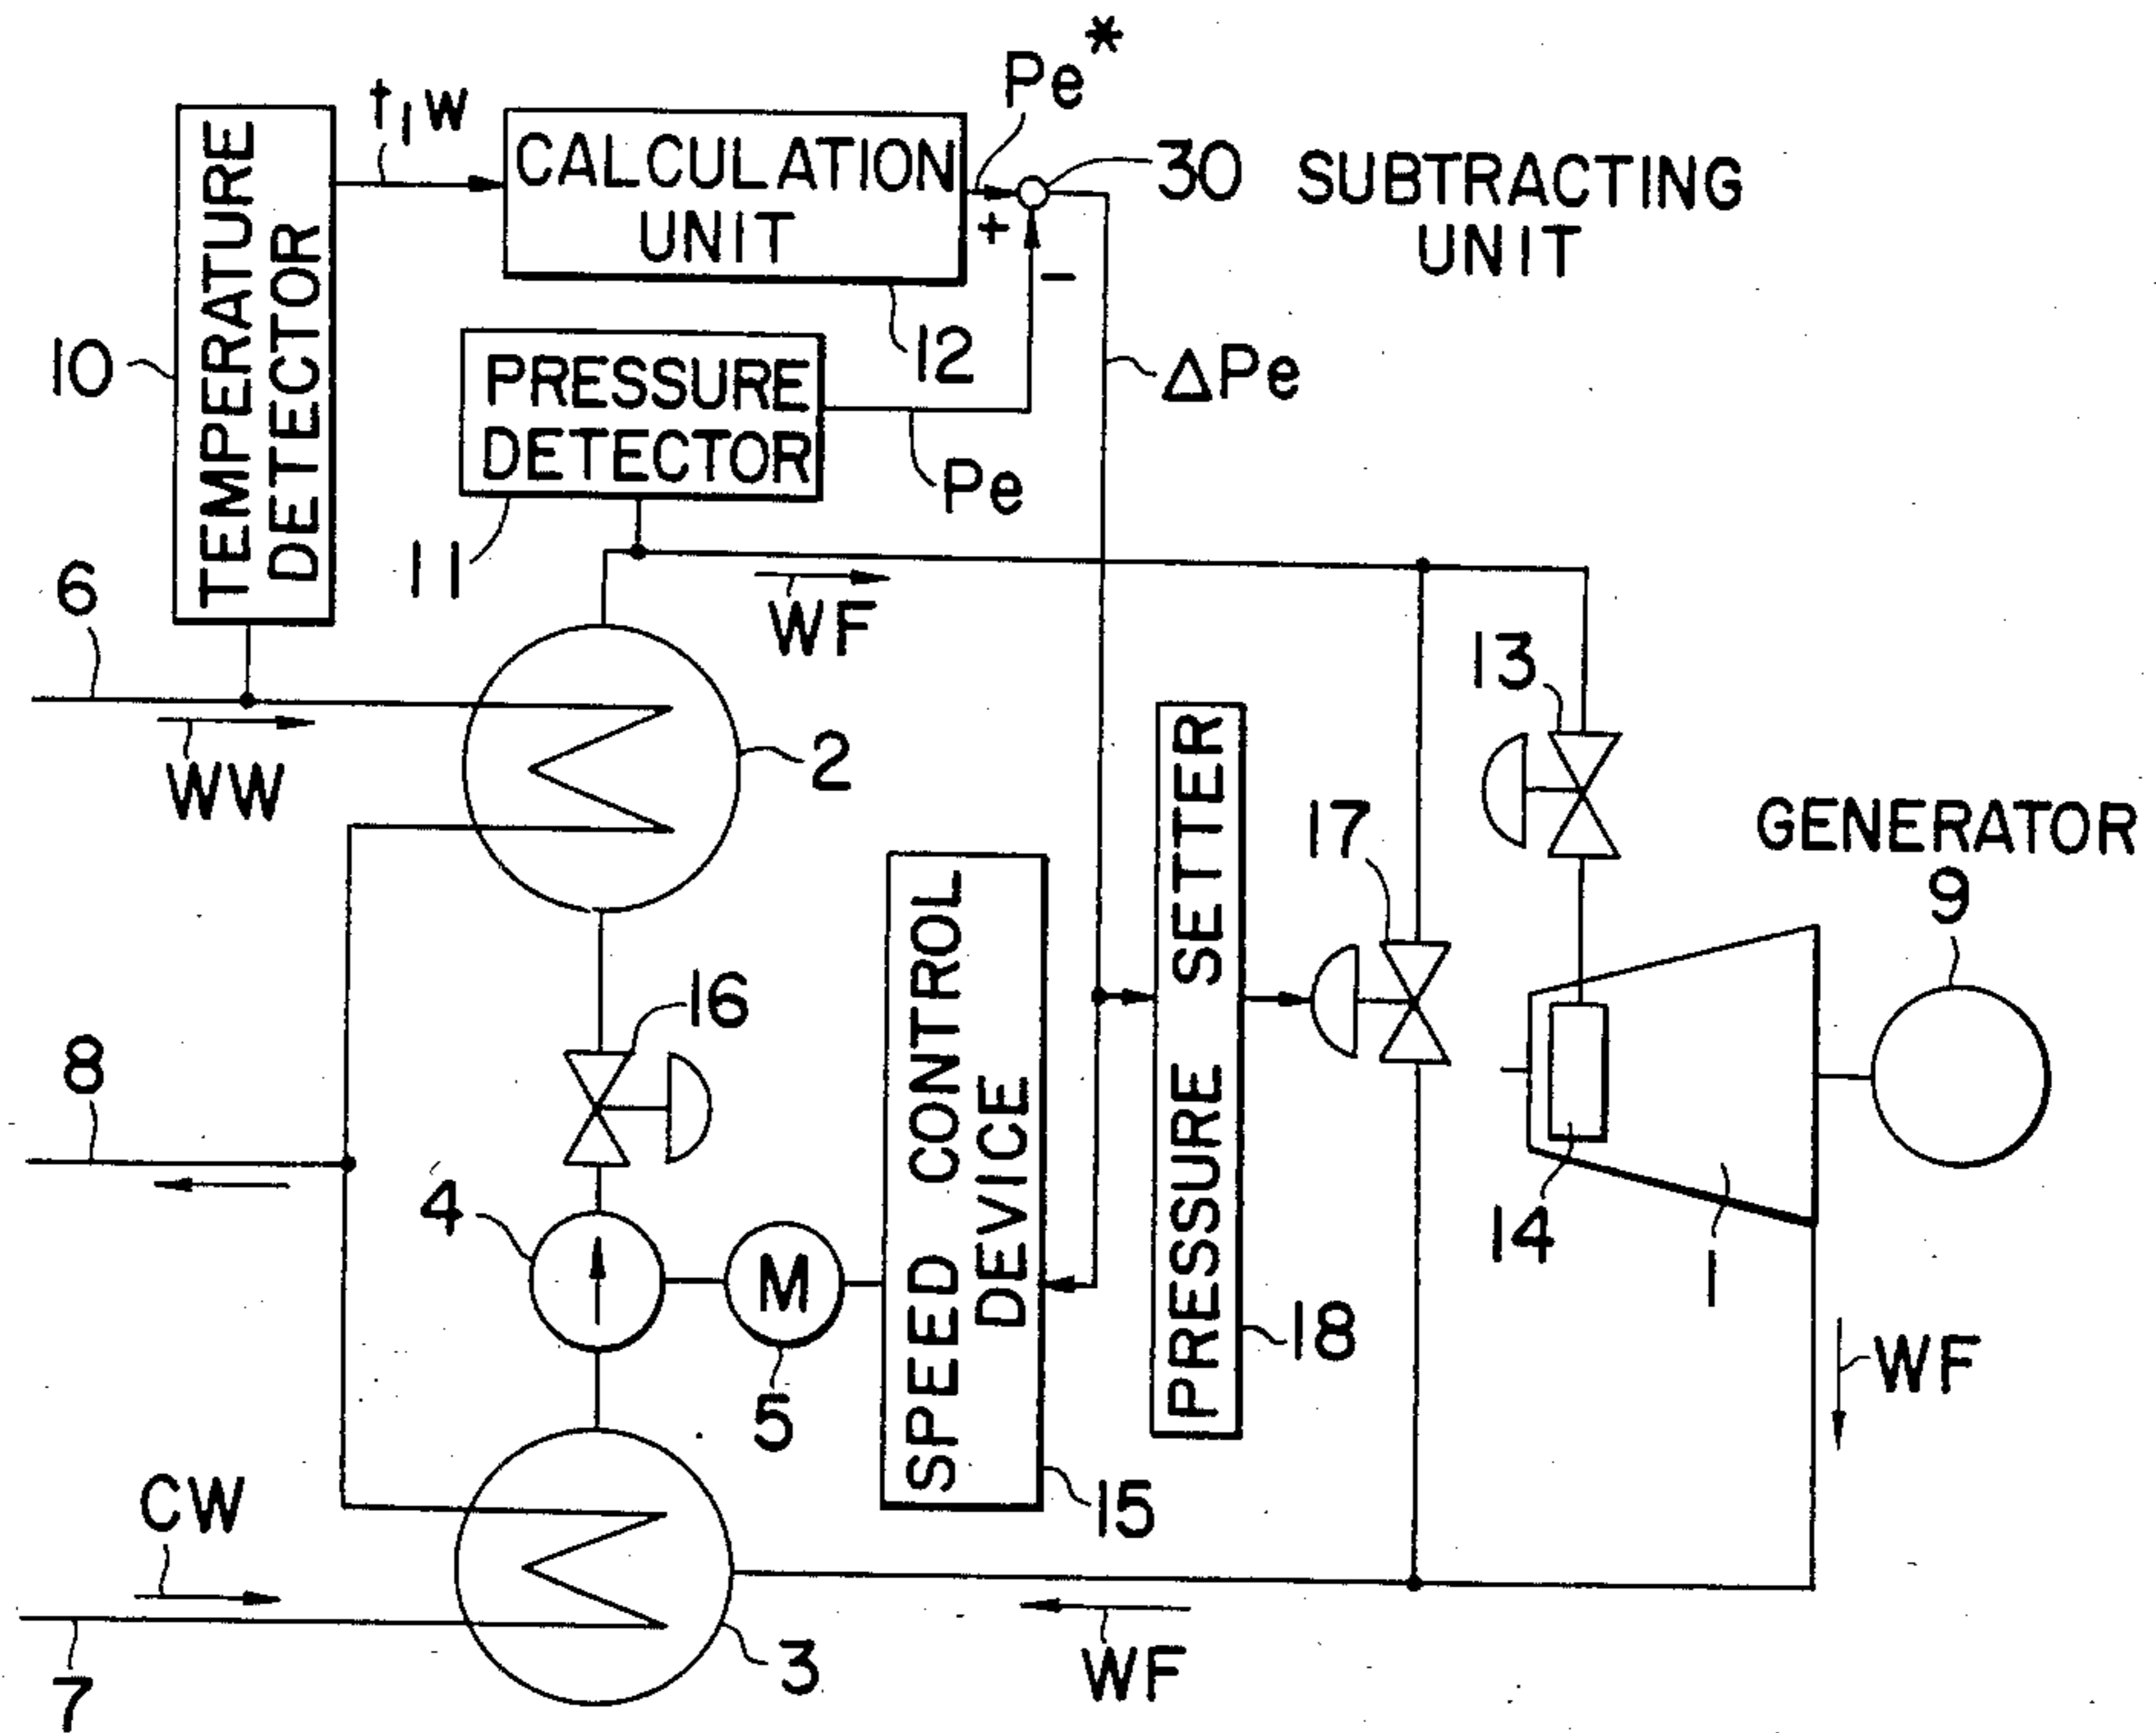 Pe*
t1W
CALCULATION
UNIT
+
-
30
SUBTRACTING
UNIT
TEMPERATURE
DETECTOR
10
12
PRESSURE
DETECTOR
ΔPe
Pe
11
6
WF
13
WW
2
17
GENERATOR
9
16
PRESSURE SETTER
SPEED CONTROL
DEVICE
8
4
M
5
14
1
18
WF
15
CW
7
3
WF